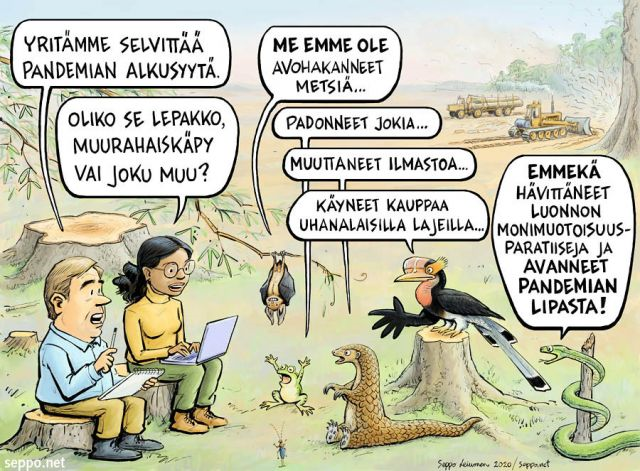 YRITÄMME SELVITTÄÄ
PANDEMIAN ALKUSYYTÄ.
OLIKO SE LEPAKKO,
MUURAHAISKÄPY
VAI JOKU MUU?
ME EMME OLE
AVOHAKANNEET
METSIÄ...
PADONNEET JOKIA...
MUUTTANEET ILMASTOA...
KÄYNEET KAUPPAA
UHANALAISILLA LAJEILLA...
EMMEKÄ
HÄVITTÄNEET
LUONNON
MONIMUOTOISUUS-
PARATIISEJA JA
AVANNEET
PANDEMIAN
LIPASTA!
seppo.net
Seppo Leinonen 2020/seppo.net